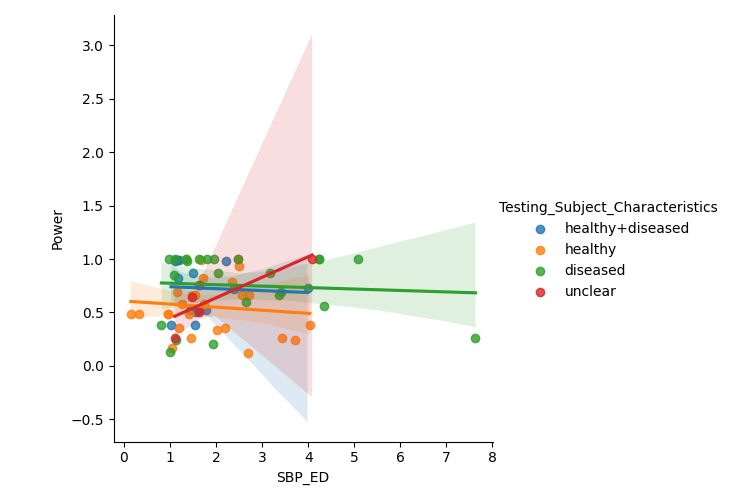 3.0
2.5
2.0
1.5
1.0
0.5
0.0
−0.5
Power
0 1 2 3 4 5 6 7 8
SBP_ED
Testing_Subject_Characteristics
healthy+diseased
healthy
diseased
unclear